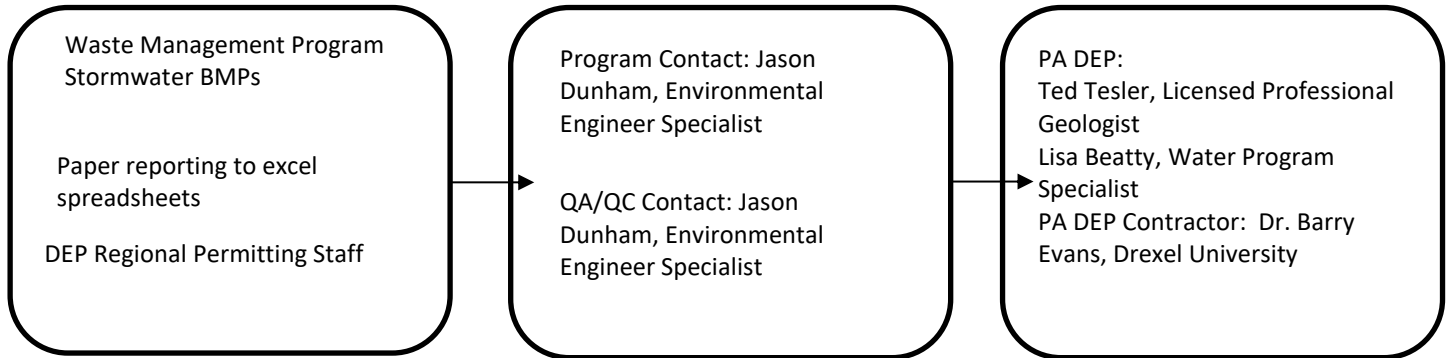 Waste Management Program
Stormwater BMPs
Paper reporting to excel
spreadsheets
DEP Regional Permitting Staff
Program Contact: Jason
Dunham, Environmental
Engineer Specialist
QA/QC Contact: Jason
Dunham, Environmental
Engineer Specialist
PA DEP:
Ted Tesler, Licensed Professional
Geologist
Lisa Beatty, Water Program
Specialist
PA DEP Contractor:  Dr. Barry
Evans, Drexel University